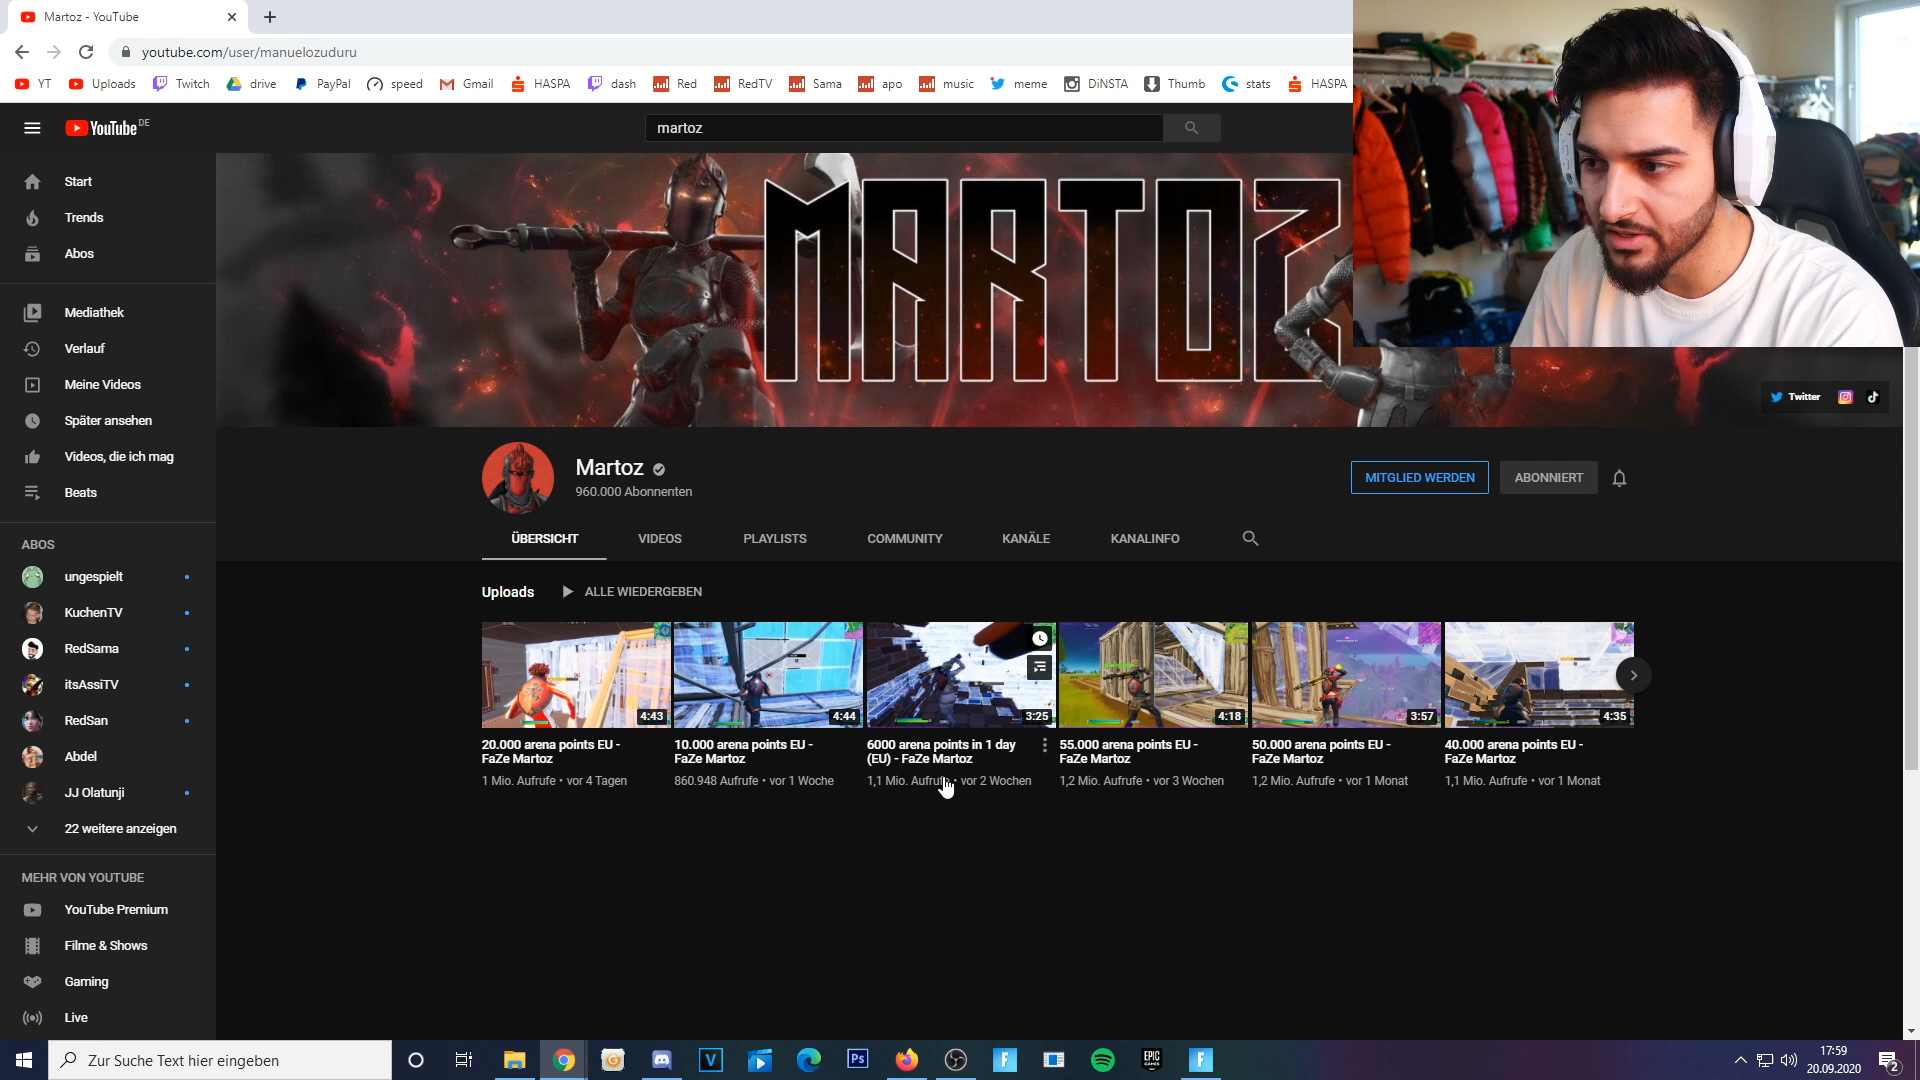 Martoz - YouTube
youtube.com/user/manuelozuduru
YT
Uploads
Twitch
drive
PayPal
speed
Gmail
HASPA
dash
Red
RedTV
Sama
apo
music
meme
DiNSTA
Thumb
stats
HASPA
YouTube DE
martoz
Start
Trends
Abos
Mediathek
Verlauf
Meine Videos
Später ansehen
Videos, die ich mag
Beats
ABOS
ungespielt
KuchenTV
RedSama
itsAssiTV
RedSan
Abdel
JJ Olatunji
22 weitere anzeigen
MEHR VON YOUTUBE
YouTube Premium
Filme & Shows
Gaming
Live
MARTOZ
Twitter
Martoz
960.000 Abonnenten
MITGLIED WERDEN
ABONNIERT
ÜBERSICHT
VIDEOS
PLAYLISTS
COMMUNITY
KANÄLE
KANALINFO
Uploads
ALLE WIEDERGEBEN
4:43
20.000 arena points EU -
FaZe Martoz
1 Mio. Aufrufe • vor 4 Tagen
4:44
10.000 arena points EU -
FaZe Martoz
860.948 Aufrufe • vor 1 Woche
3:25
6000 arena points in 1 day
(EU) - FaZe Martoz
1,1 Mio. Aufrufe • vor 2 Wochen
4:18
55.000 arena points EU -
FaZe Martoz
1,2 Mio. Aufrufe • vor 3 Wochen
3:57
50.000 arena points EU -
FaZe Martoz
1,2 Mio. Aufrufe • vor 1 Monat
4:35
40.000 arena points EU -
FaZe Martoz
1,1 Mio. Aufrufe • vor 1 Monat
Zur Suche Text hier eingeben
V
Ps
F
EPIC
GAMES
F
17:59
20.09.2020
2